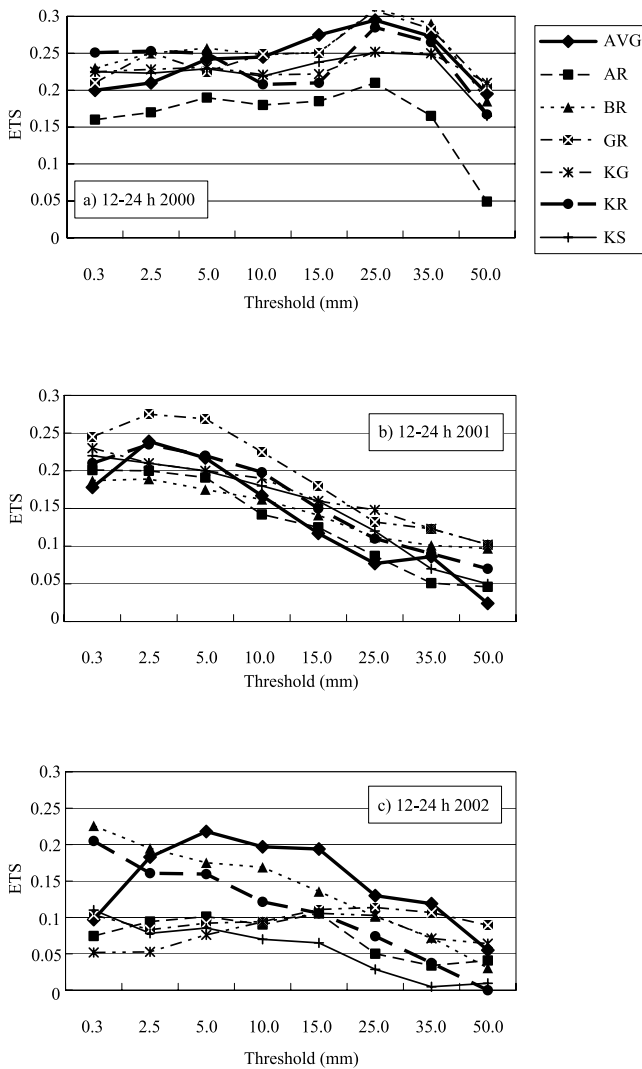 0.3
0.25
0.2
0.15
0.1
0.05
0
ETS
a) 12-24 h 2000
0.3 2.5 5.0 10.0 15.0 25.0 35.0 50.0
Threshold (mm)
AVG
AR
BR
GR
KG
KR
KS
0.3
0.25
0.2
0.15
0.1
0.05
0
ETS
b) 12-24 h 2001
0.3 2.5 5.0 10.0 15.0 25.0 35.0 50.0
Threshold (mm)
0.3
0.25
0.2
0.15
0.1
0.05
0
ETS
c) 12-24 h 2002
0.3 2.5 5.0 10.0 15.0 25.0 35.0 50.0
Threshold (mm)